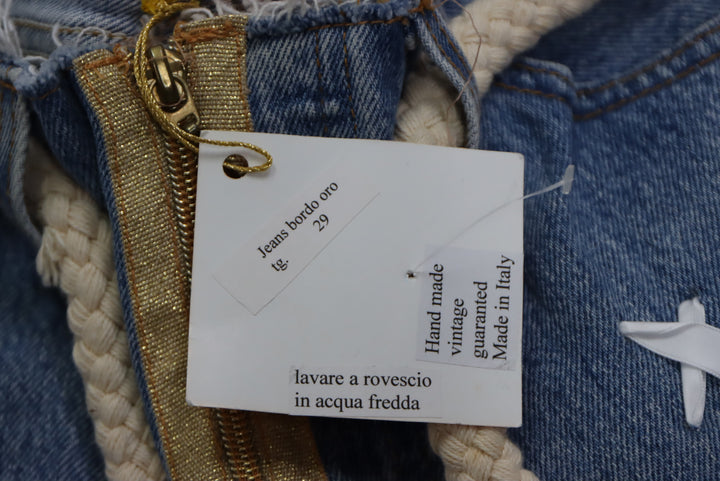 Jeans bordo oro
tg. 29
Hand made
vintage
guaranted
Made in Italy
lavare a rovescio
in acqua fredda